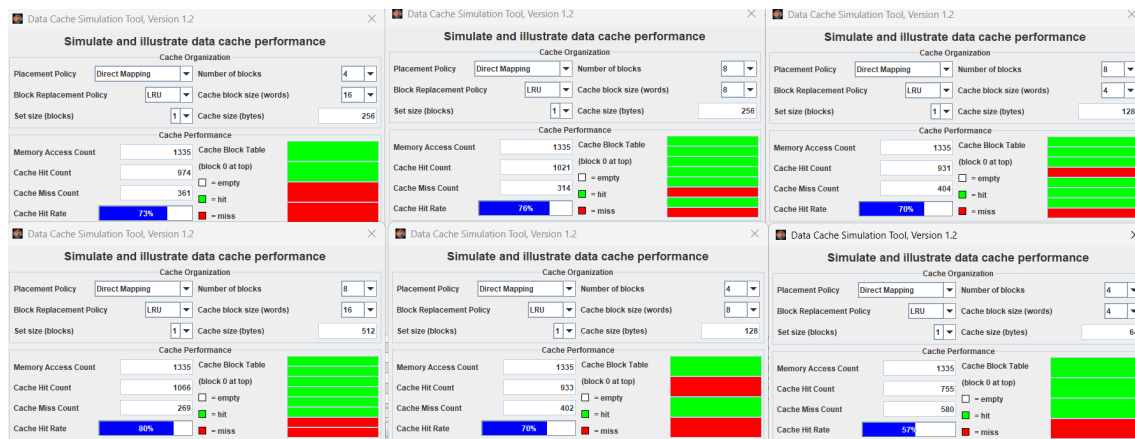 Data Cache Simulation Tool, Version 1.2
Simulate and illustrate data cache performance
Cache Organization
Placement Policy Direct Mapping Number of blocks 4
Block Replacement Policy LRU Cache block size (words) 16
Set size (blocks) 1 Cache size (bytes) 256
Cache Performance
Memory Access Count 1335 Cache Block Table
Cache Hit Count 974 (block 0 at top)
Cache Miss Count 361 = empty
= hit
Cache Hit Rate 73% = miss
Data Cache Simulation Tool, Version 1.2
Simulate and illustrate data cache performance
Cache Organization
Placement Policy Direct Mapping Number of blocks 8
Block Replacement Policy LRU Cache block size (words) 8
Set size (blocks) 1 Cache size (bytes) 256
Cache Performance
Memory Access Count 1335 Cache Block Table
Cache Hit Count 1021 (block 0 at top)
Cache Miss Count 314 = empty
= hit
Cache Hit Rate 76% = miss
Data Cache Simulation Tool, Version 1.2
Simulate and illustrate data cache performance
Cache Organization
Placement Policy Direct Mapping Number of blocks 8
Block Replacement Policy LRU Cache block size (words) 4
Set size (blocks) 1 Cache size (bytes) 128
Cache Performance
Memory Access Count 1335 Cache Block Table
Cache Hit Count 931 (block 0 at top)
Cache Miss Count 404 = empty
= hit
Cache Hit Rate 70% = miss
Data Cache Simulation Tool, Version 1.2
Simulate and illustrate data cache performance
Cache Organization
Placement Policy Direct Mapping Number of blocks 8
Block Replacement Policy LRU Cache block size (words) 16
Set size (blocks) 1 Cache size (bytes) 512
Cache Performance
Memory Access Count 1335 Cache Block Table
Cache Hit Count 1066 (block 0 at top)
Cache Miss Count 269 = empty
= hit
Cache Hit Rate 80% = miss
Data Cache Simulation Tool, Version 1.2
Simulate and illustrate data cache performance
Cache Organization
Placement Policy Direct Mapping Number of blocks 4
Block Replacement Policy LRU Cache block size (words) 8
Set size (blocks) 1 Cache size (bytes) 128
Cache Performance
Memory Access Count 1335 Cache Block Table
Cache Hit Count 933 (block 0 at top)
Cache Miss Count 402 = empty
= hit
Cache Hit Rate 70% = miss
Data Cache Simulation Tool, Version 1.2
Simulate and illustrate data cache performance
Cache Organization
Placement Policy Direct Mapping Number of blocks 4
Block Replacement Policy LRU Cache block size (words) 4
Set size (blocks) 1 Cache size (bytes)
Cache Performance
Memory Access Count 1335 Cache Block Table
Cache Hit Count 755 (block 0 at top)
Cache Miss Count 580 = empty
= hit
Cache Hit Rate 57% = miss